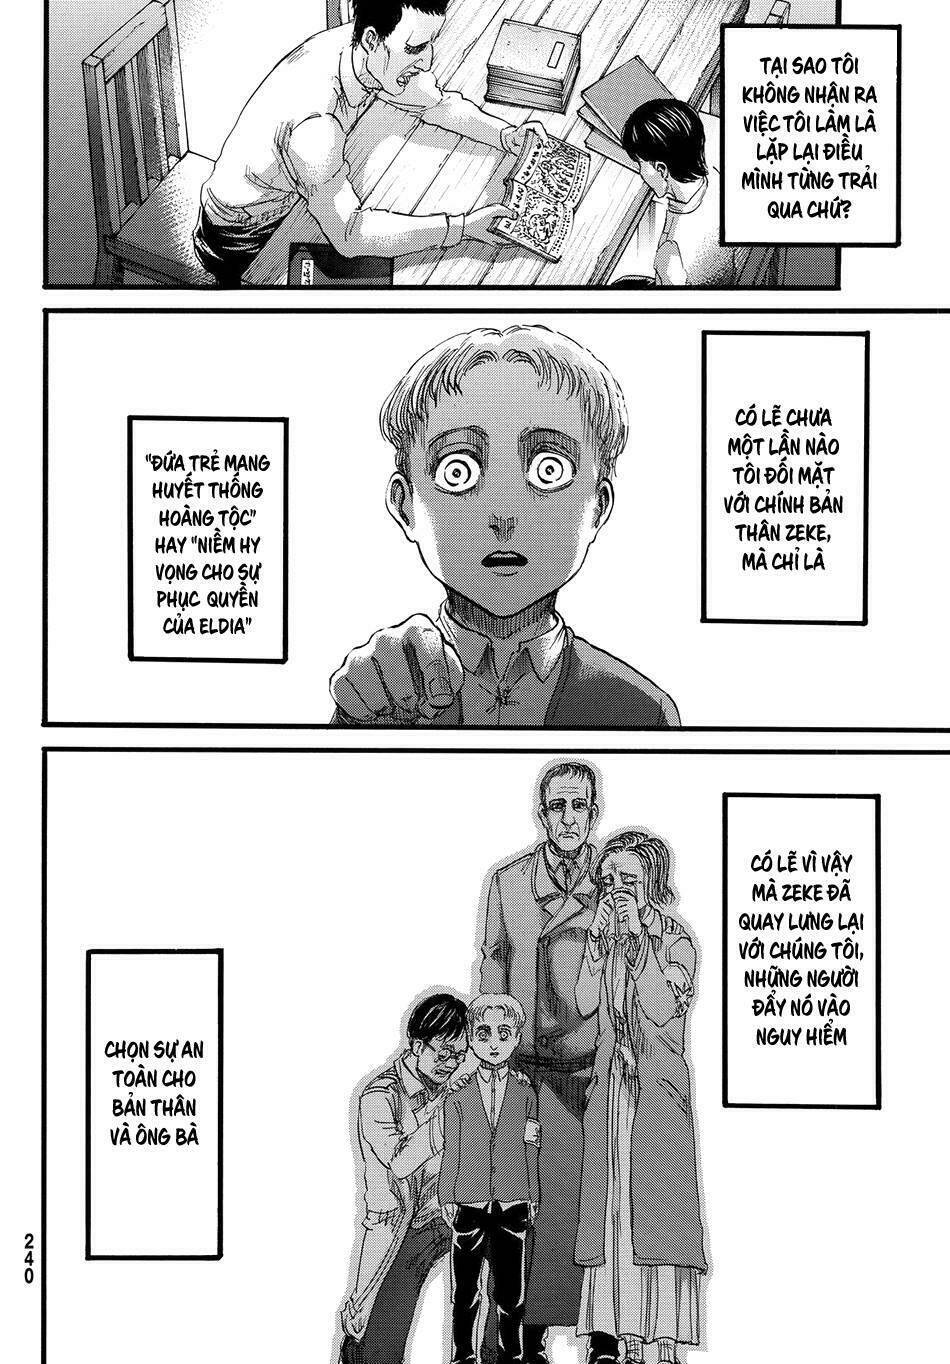 TẠI SAO TÔI
KHÔNG NHẬN RA
VIỆC TÔI LÀM LÀ
LẶP LẠI ĐIỀU
MÌNH TỪNG TRẢI
QUA CHỨ?
CÓ LẼ CHƯA
MỘT LẦN NÀO
TÔI ĐỐI MẶT
VỚI CHÍNH BẢN
THÂN ZEKE,
MÀ CHỈ LÀ
"ĐỨA TRẺ MANG
HUYẾT THỐNG
HOÀNG TỘC"
HAY "NIỀM HY
VỌNG CHO SỰ
PHỤC QUYỀN
CỦA ELDIA"
CÓ LẼ VÌ VẬY
MÀ ZEKE ĐÃ
QUAY LƯNG LẠI
VỚI CHÚNG TÔI,
NHỮNG NGƯỜI
ĐẨY NÓ VÀO
NGUY HIỂM
CHỌN SỰ AN
TOÀN CHO
BẢN THÂN
VÀ ÔNG BÀ
240